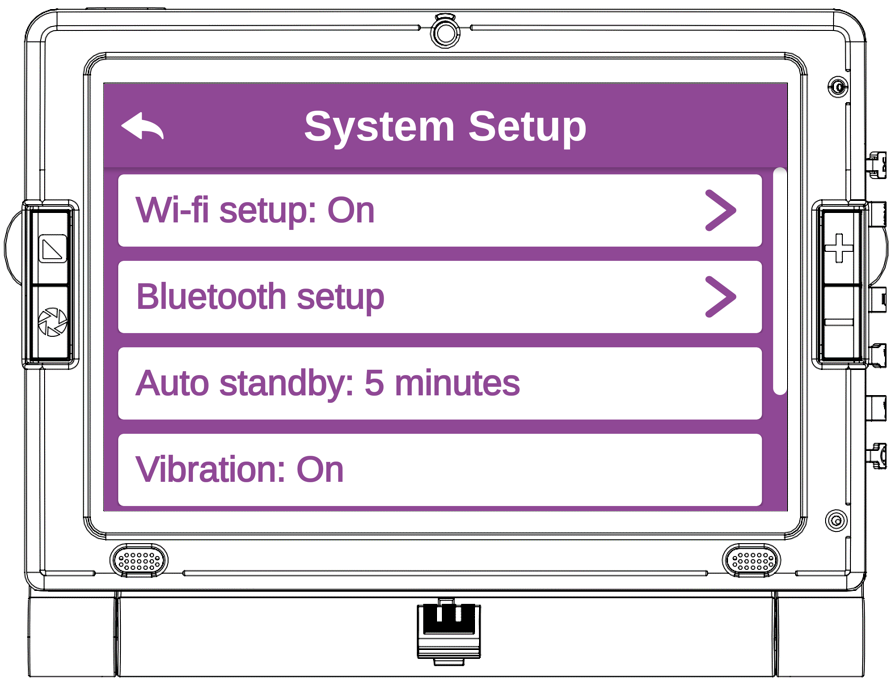 System Setup
Wi-fi setup: On
Bluetooth setup
Auto standby: 5 minutes
Vibration: On